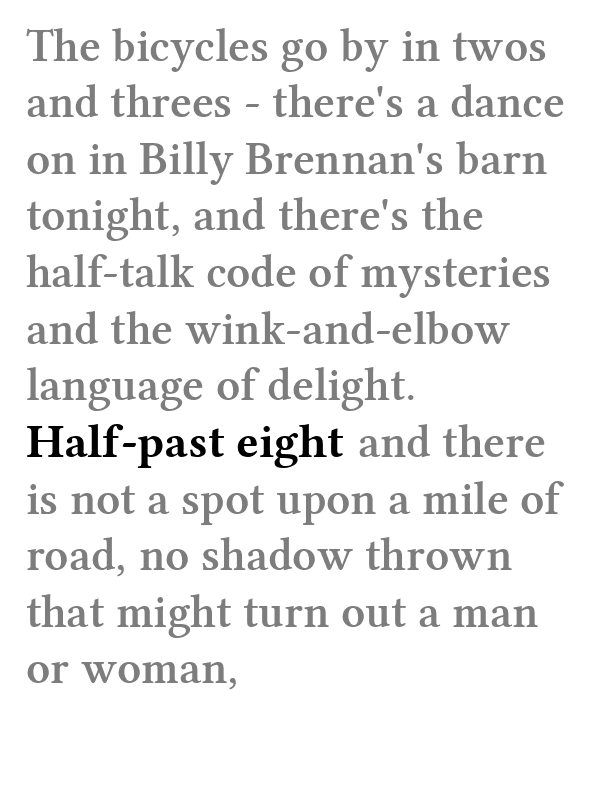 The bicycles go by in twos
and threes - there's a dance
on in Billy Brennan's barn
tonight, and there's the
half-talk code of mysteries
and the wink-and-elbow
language of delight.
Half-past eight and there
is not a spot upon a mile of
road, no shadow thrown
that might turn out a man
or woman,